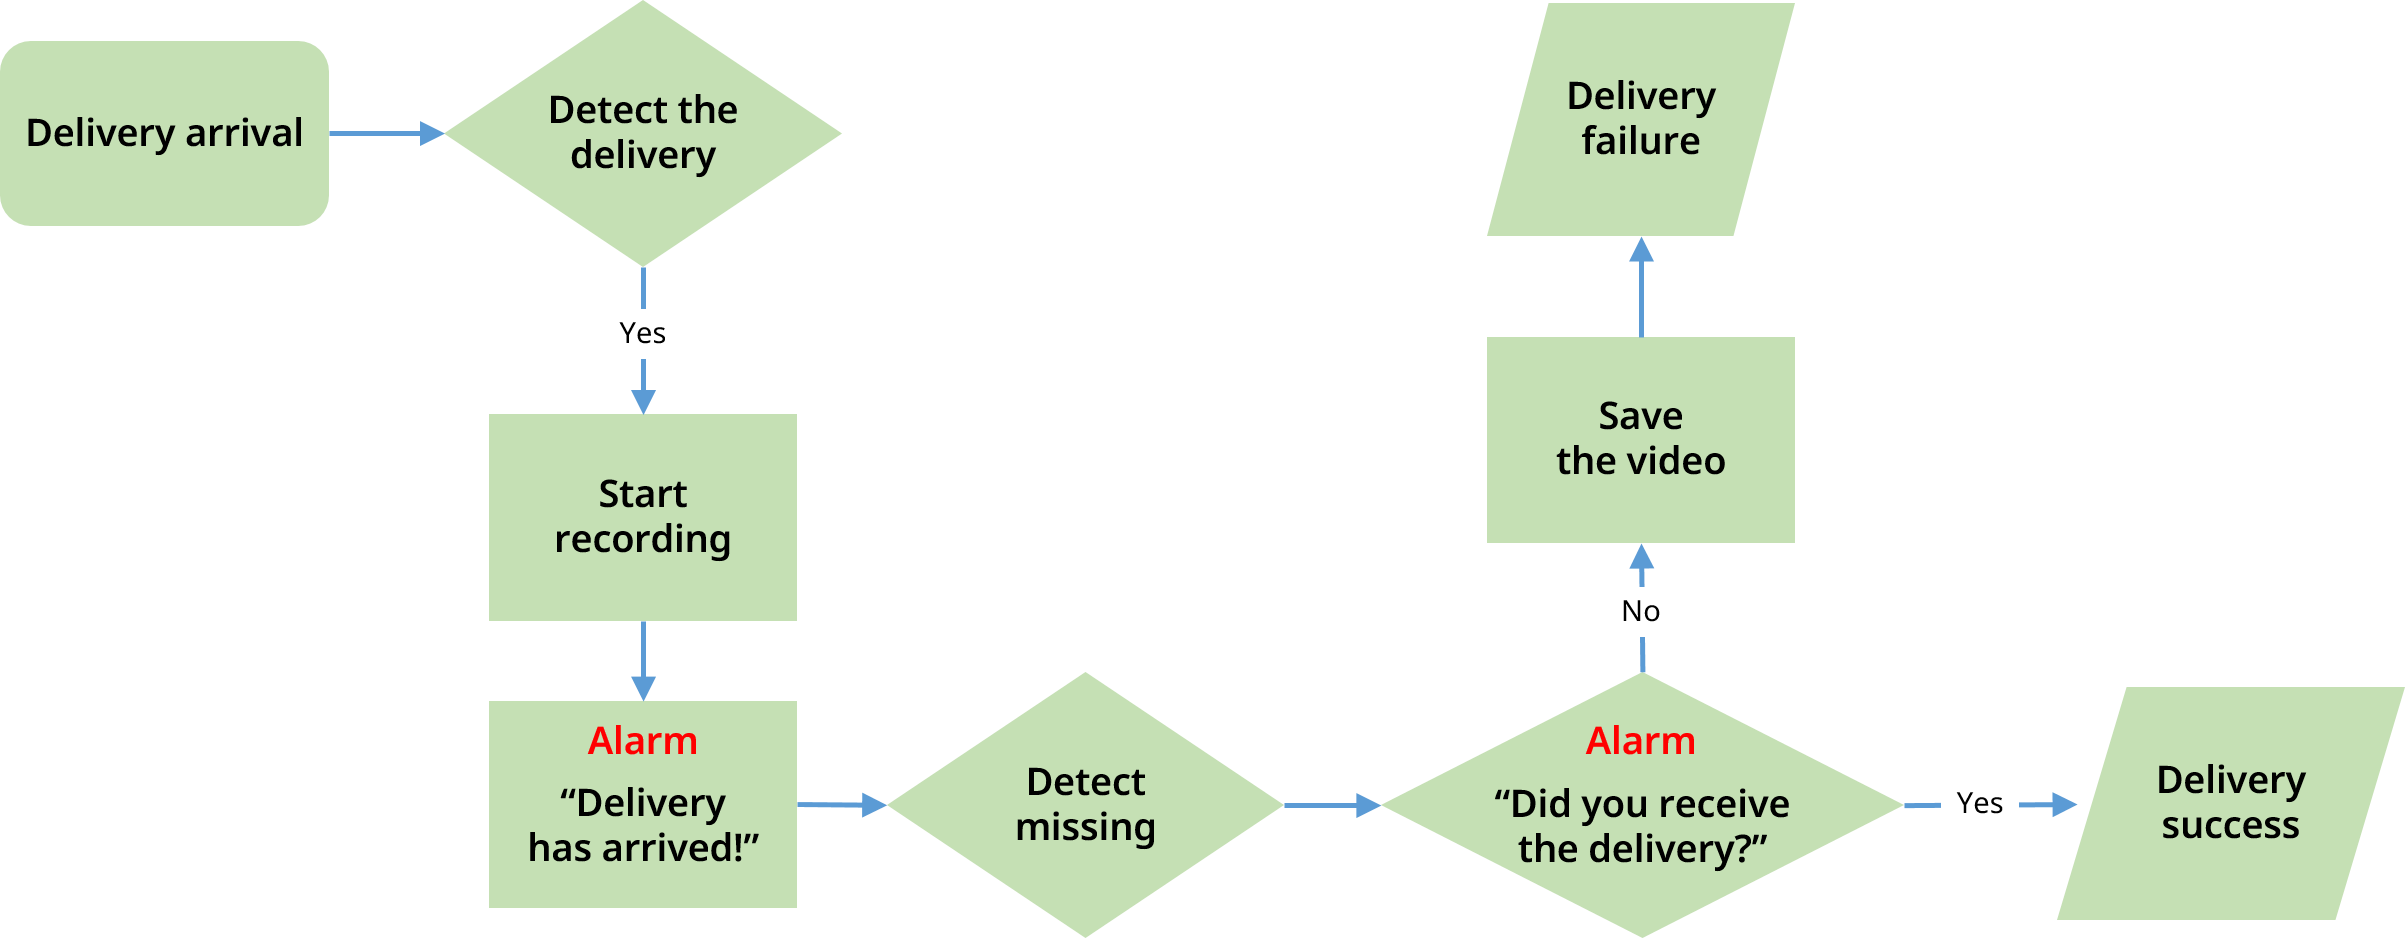 Delivery arrival
Detect the
delivery
Yes
Start
recording
Alarm
“Delivery
has arrived!”
Detect
missing
Alarm
“Did you receive
the delivery?”
No
Save
the video
Delivery
failure
Yes
Delivery
success